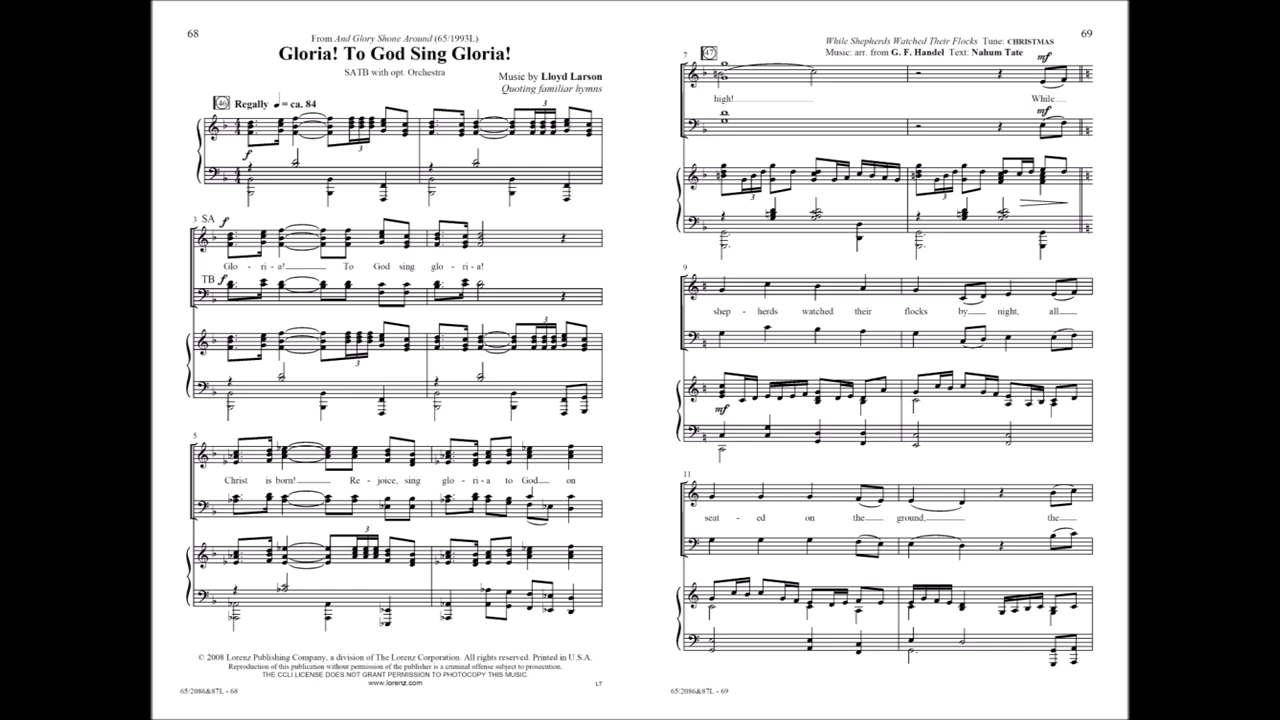 68
From And Glory Shone Around (65/1993L)
Gloria! To God Sing Gloria!
SATB with opt. Orchestra
Music by Lloyd Larson
Quoting familiar hymns
46 Regally ♩ = ca. 84
3
f
3
3 SA f
Glo - ri - a! To God sing glo - ri - a!
TB f
3
3
5
Christ is born! Re - joice, sing glo - ri - a to God on
3
© 2008 Lorenz Publishing Company, a division of The Lorenz Corporation. All rights reserved. Printed in U.S.A.
Reproduction of this publication without permission of the publisher is a criminal offense subject to prosecution.
THE CCLI LICENSE DOES NOT GRANT PERMISSION TO PHOTOCOPY THIS MUSIC.
www.lorenz.com
LT
65/2086&87L - 68
69
While Shepherds Watched Their Flocks Tune: CHRISTMAS
Music: arr. from G. F. Handel Text: Nahum Tate
7 47
mf
high! While
mf
3
3
9
shep - herds watched their flocks by night, all
mf
11
seat - ed on the ground, the
65/2086&87L - 69